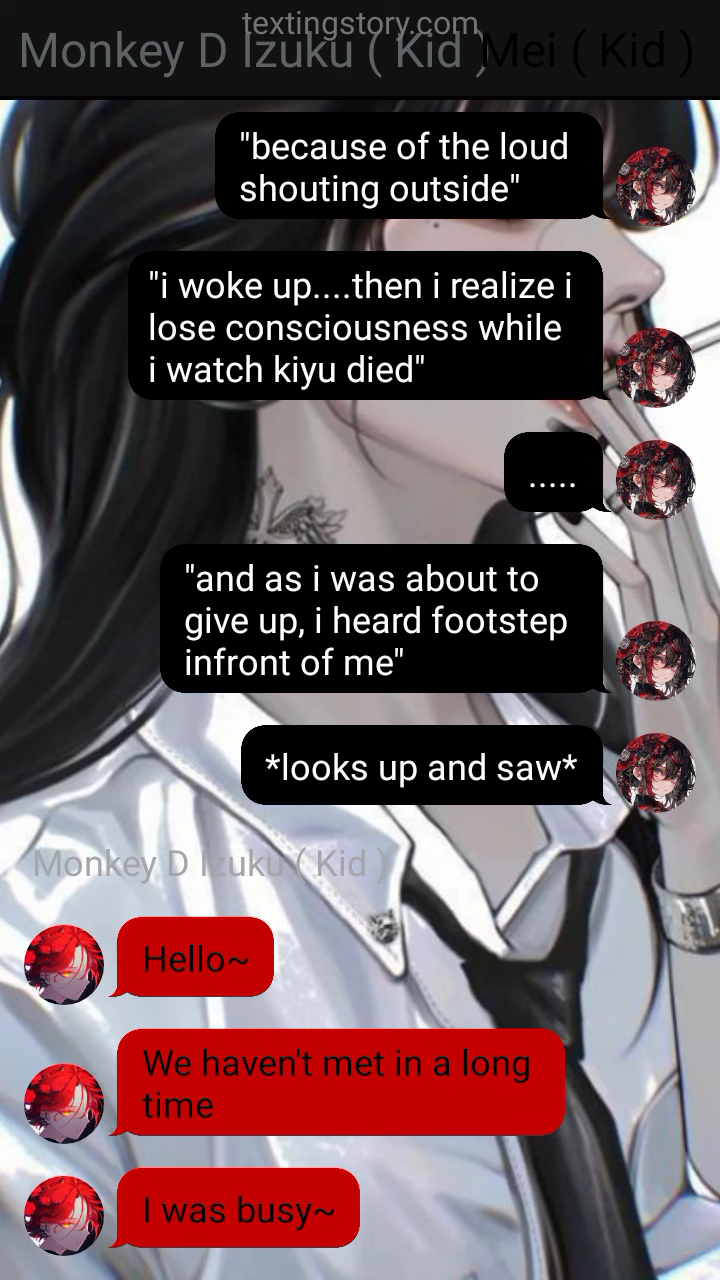 textingstory.com
Monkey D Izuku ( Kid ) Mei ( Kid )
"because of the loud
shouting outside"
"i woke up....then i realize i
lose consciousness while
i watch kiyu died"
.....
"and as i was about to
give up, i heard footstep
infront of me"
*looks up and saw*
Monkey D Izuku ( Kid )
Hello~
We haven't met in a long
time
I was busy~